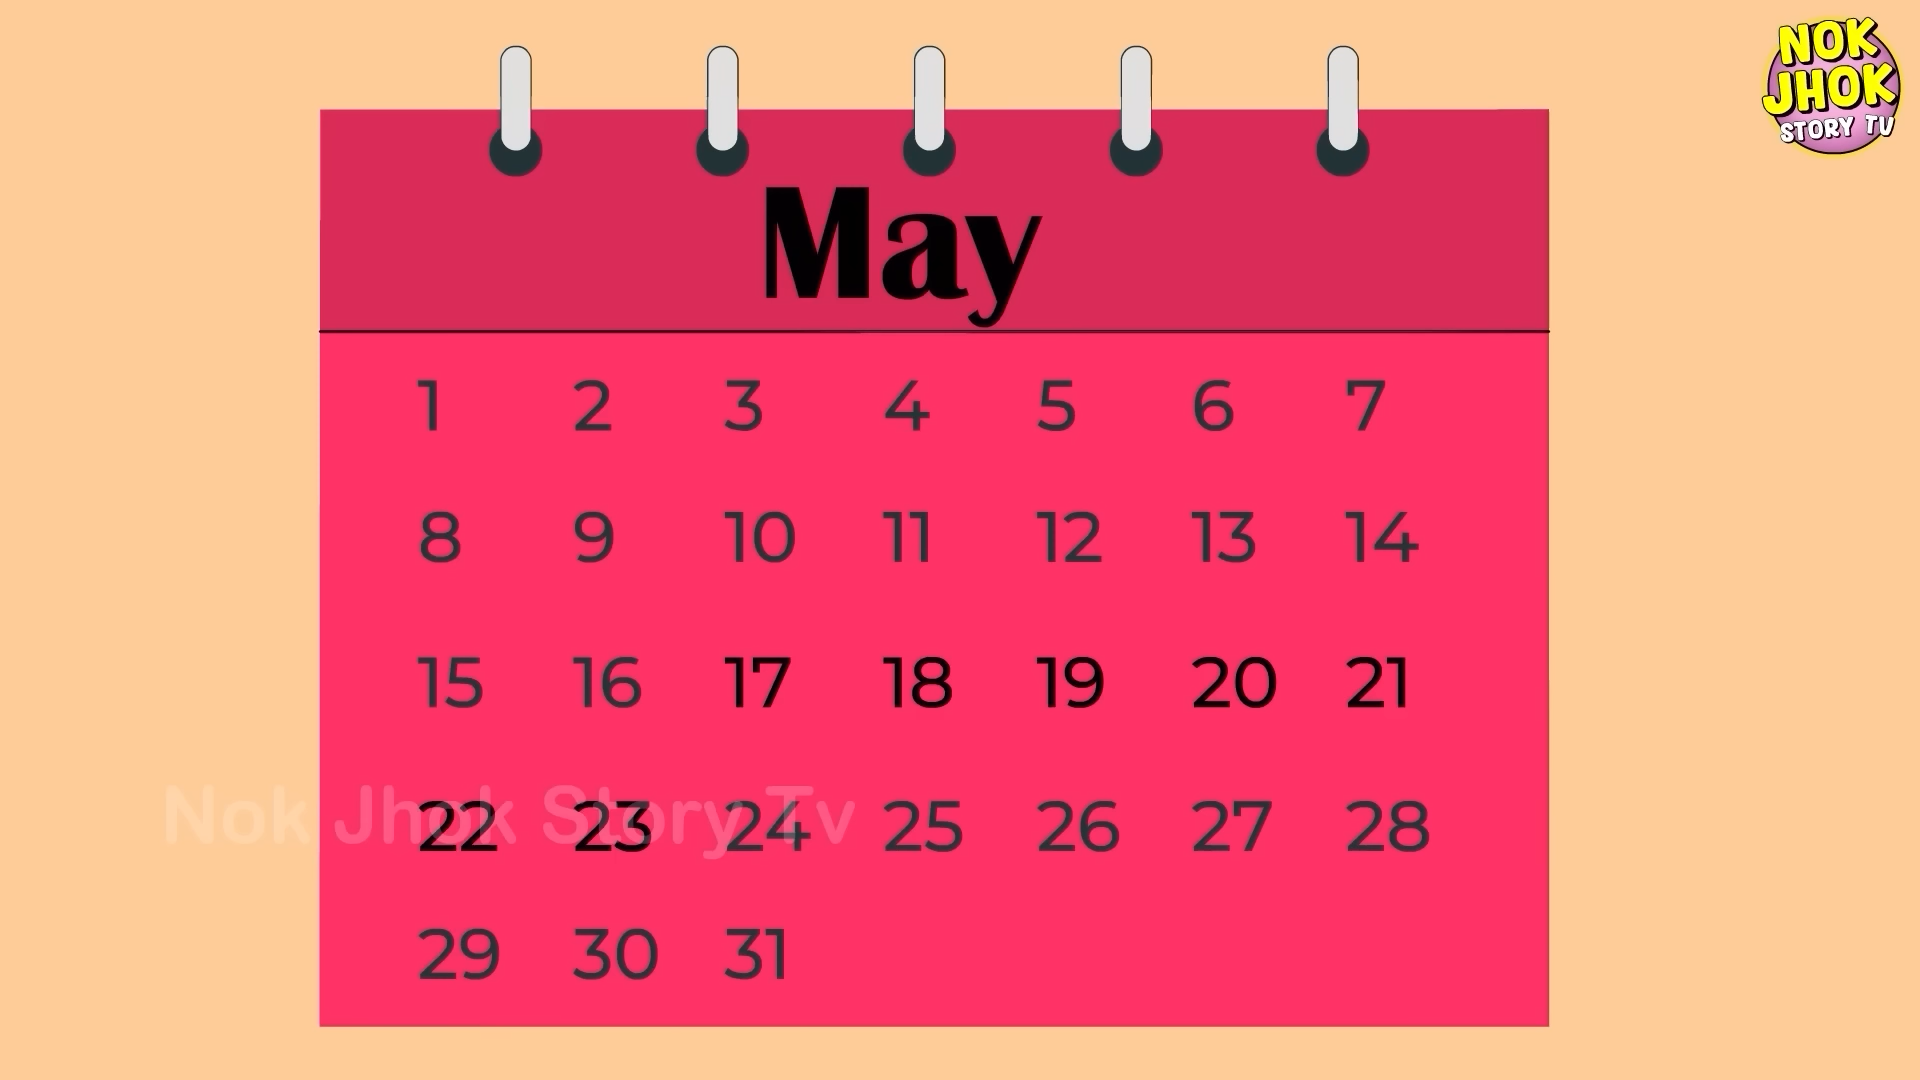 NOK
JHOK
STORY TV
May
1 2 3 4 5 6 7
8 9 10 11 12 13 14
15 16 17 18 19 20 21
22 23 24 25 26 27 28
29 30 31
Nok Jhok Story Tv